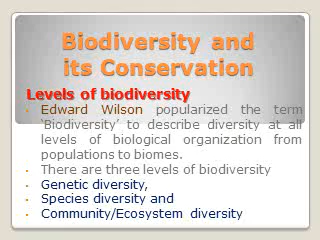 Biodiversity and
its Conservation
Levels of biodiversity
• Edward Wilson popularized the term
'Biodiversity' to describe diversity at all
levels of biological organization from
populations to biomes.
• There are three levels of biodiversity
• Genetic diversity,
• Species diversity and
• Community/Ecosystem diversity